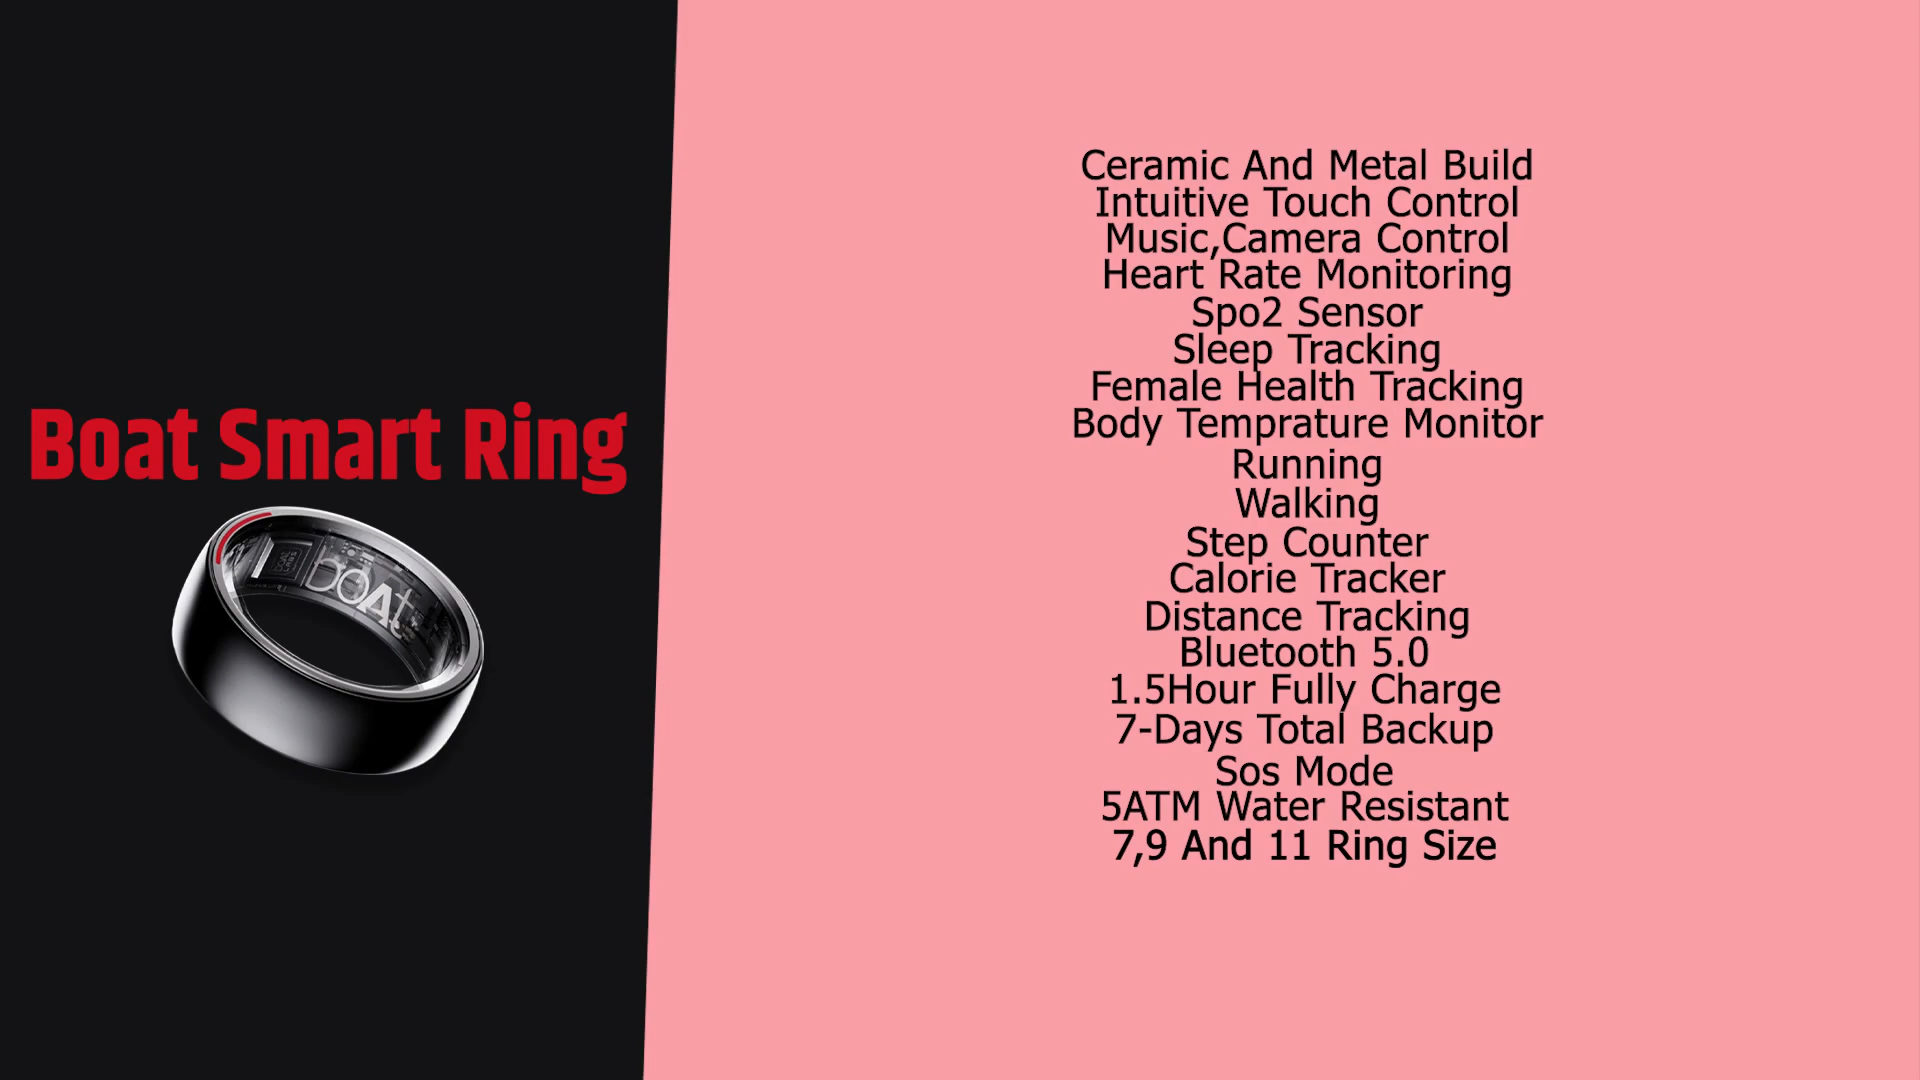 Boat Smart Ring
boAt
Ceramic And Metal Build
Intuitive Touch Control
Music,Camera Control
Heart Rate Monitoring
Spo2 Sensor
Sleep Tracking
Female Health Tracking
Body Temprature Monitor
Running
Walking
Step Counter
Calorie Tracker
Distance Tracking
Bluetooth 5.0
1.5Hour Fully Charge
7-Days Total Backup
Sos Mode
5ATM Water Resistant
7,9 And 11 Ring Size